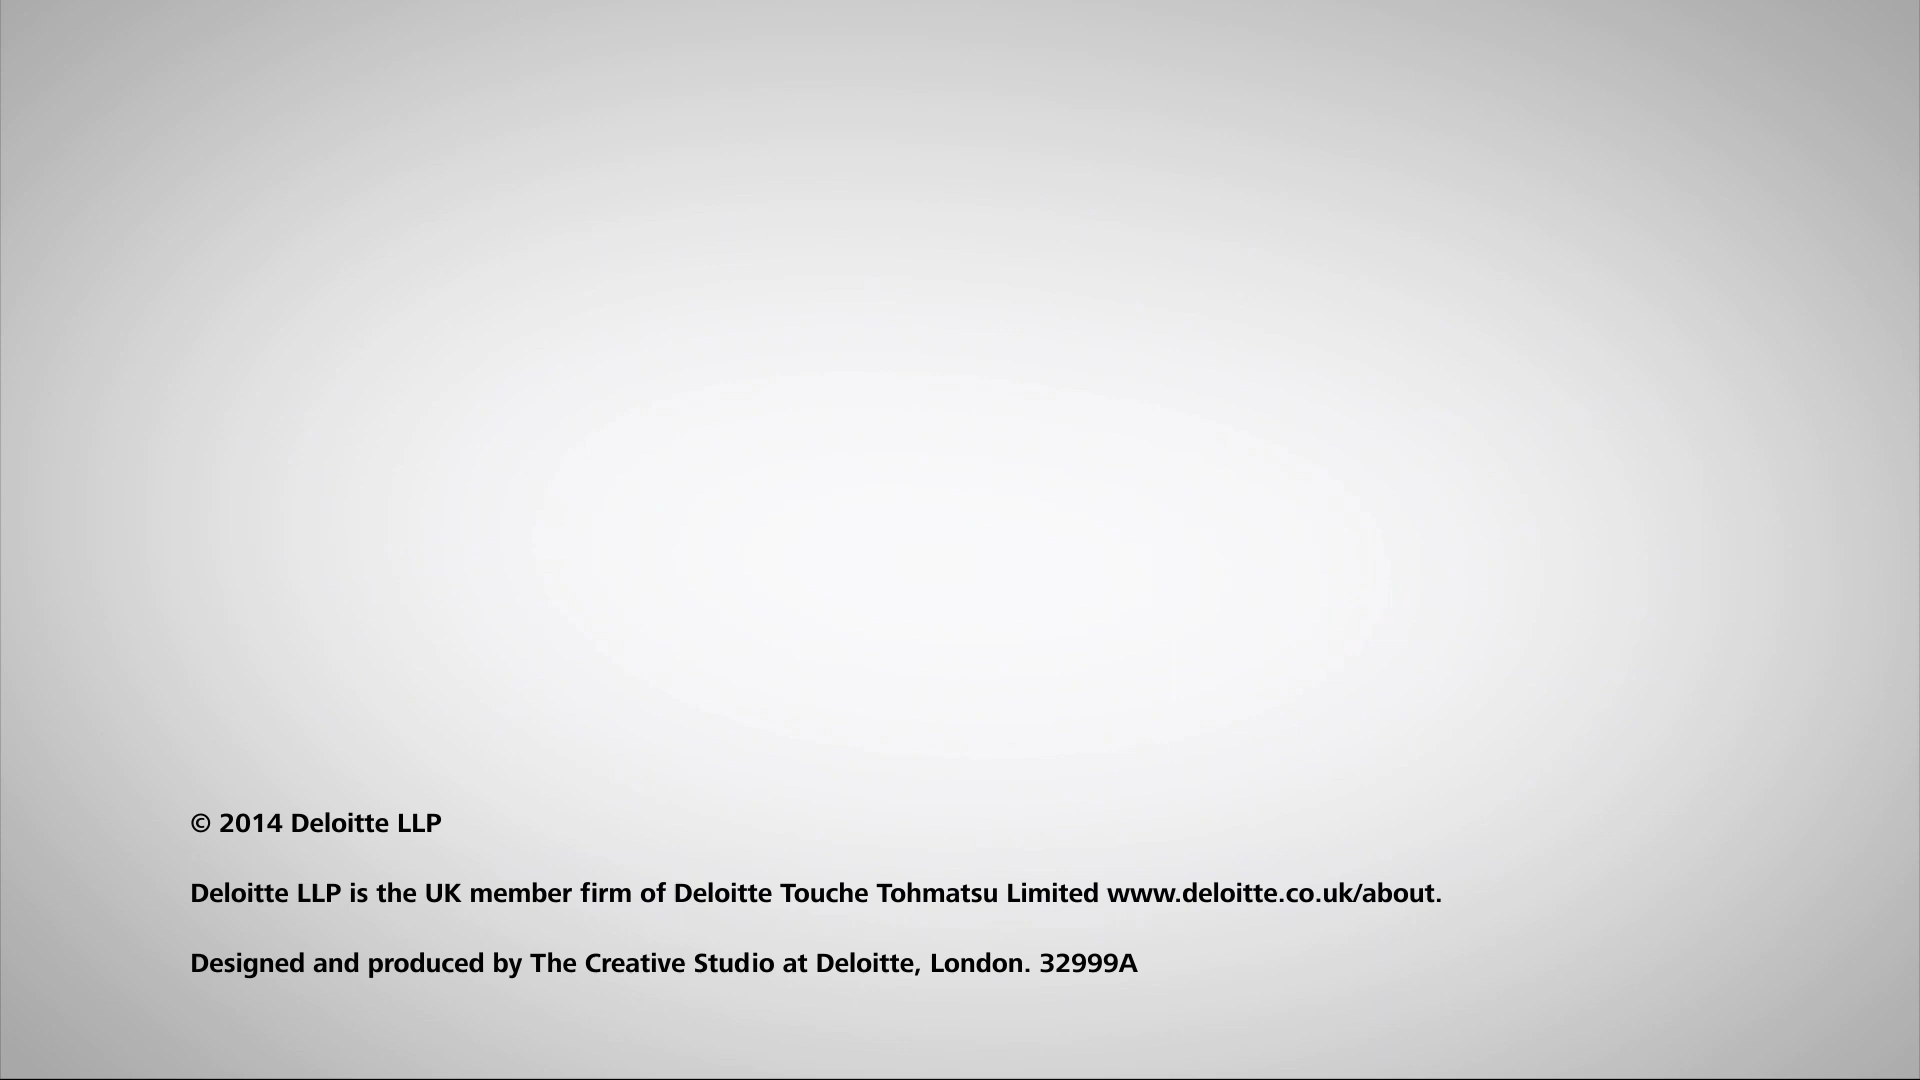 © 2014 Deloitte LLP
Deloitte LLP is the UK member firm of Deloitte Touche Tohmatsu Limited www.deloitte.co.uk/about.
Designed and produced by The Creative Studio at Deloitte, London. 32999A